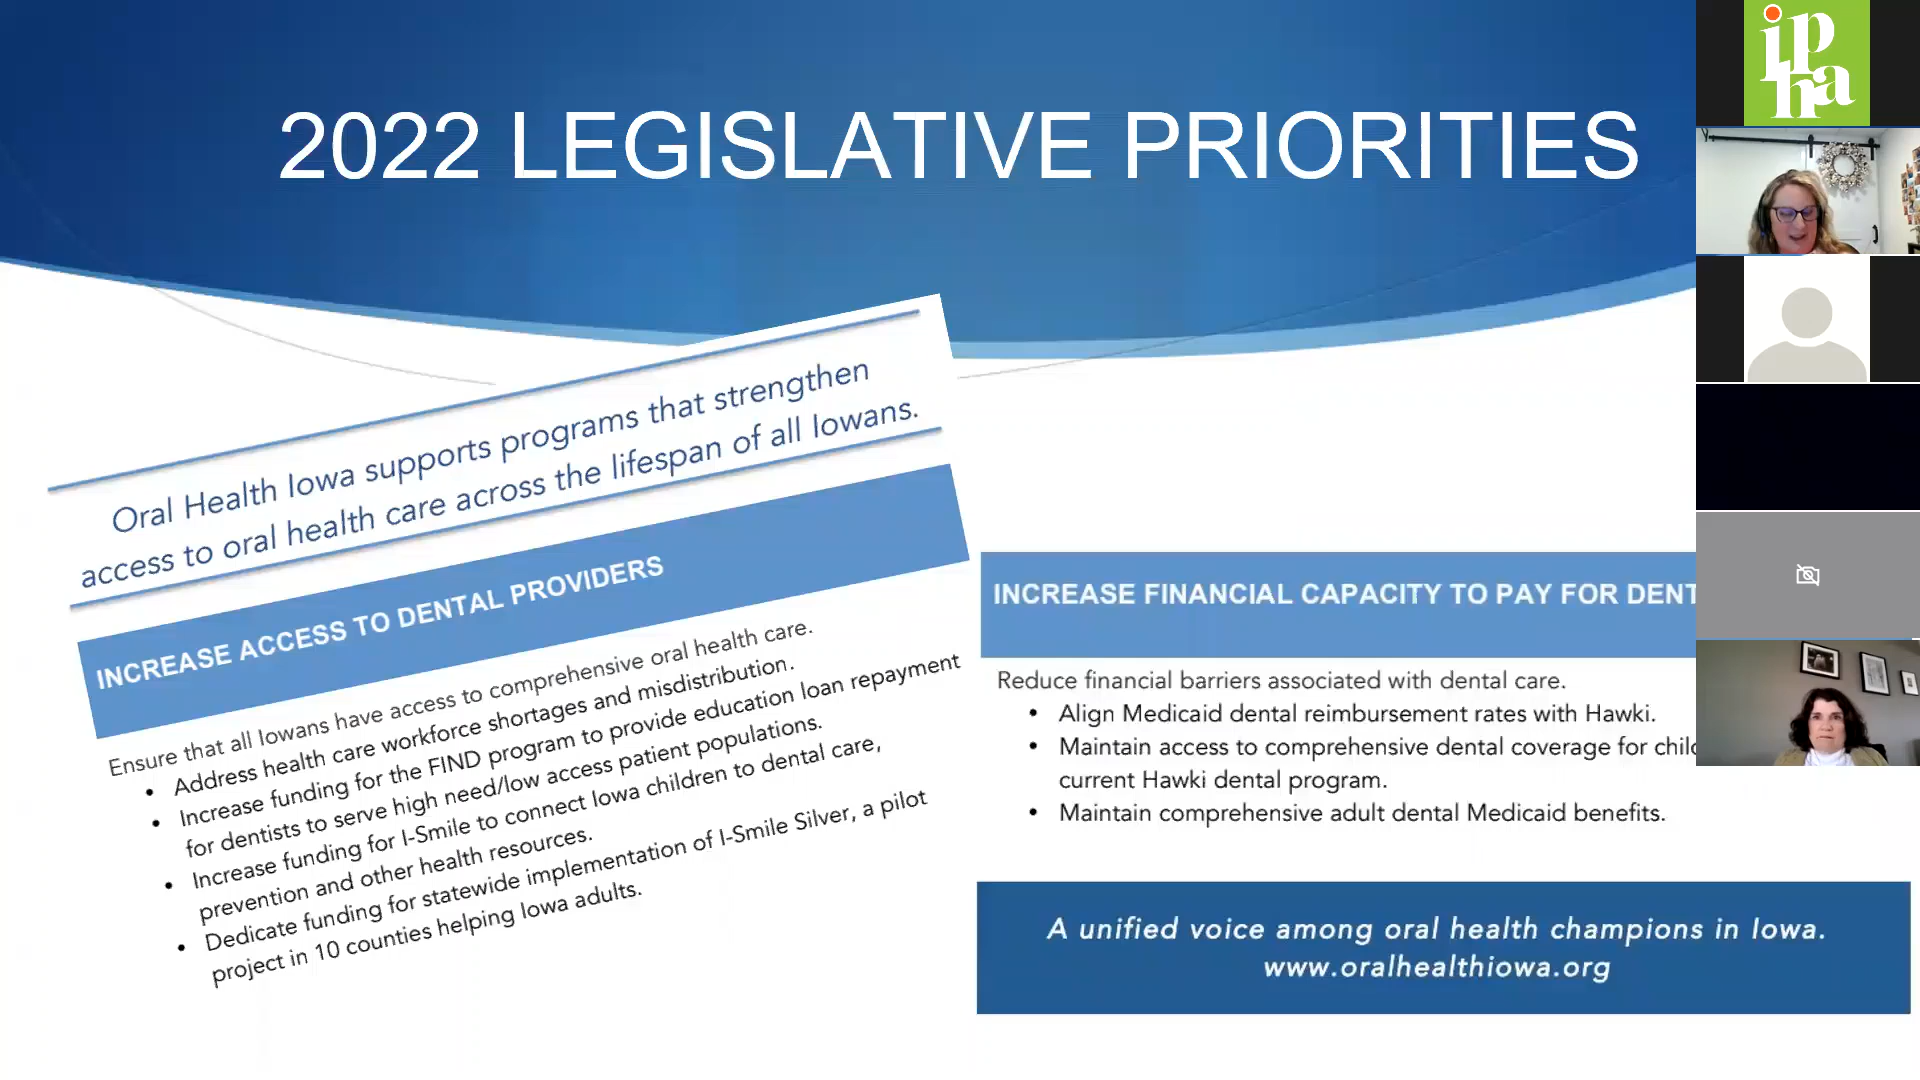 2022 LEGISLATIVE PRIORITIES
Oral Health Iowa supports programs that strengthen
access to oral health care across the lifespan of all Iowans.
INCREASE ACCESS TO DENTAL PROVIDERS
Ensure that all Iowans have access to comprehensive oral health care.
• Address health care workforce shortages and misdistribution.
• Increase funding for the FIND program to provide education loan repayment
for dentists to serve high need/low access patient populations.
• Increase funding for I-Smile to connect Iowa children to dental care,
prevention and other health resources.
• Dedicate funding for statewide implementation of I-Smile Silver, a pilot
project in 10 counties helping Iowa adults.
INCREASE FINANCIAL CAPACITY TO PAY FOR DENT
Reduce financial barriers associated with dental care.
• Align Medicaid dental reimbursement rates with Hawki.
• Maintain access to comprehensive dental coverage for chil
current Hawki dental program.
• Maintain comprehensive adult dental Medicaid benefits.
A unified voice among oral health champions in Iowa.
www.oralhealthiowa.org
ip
ha